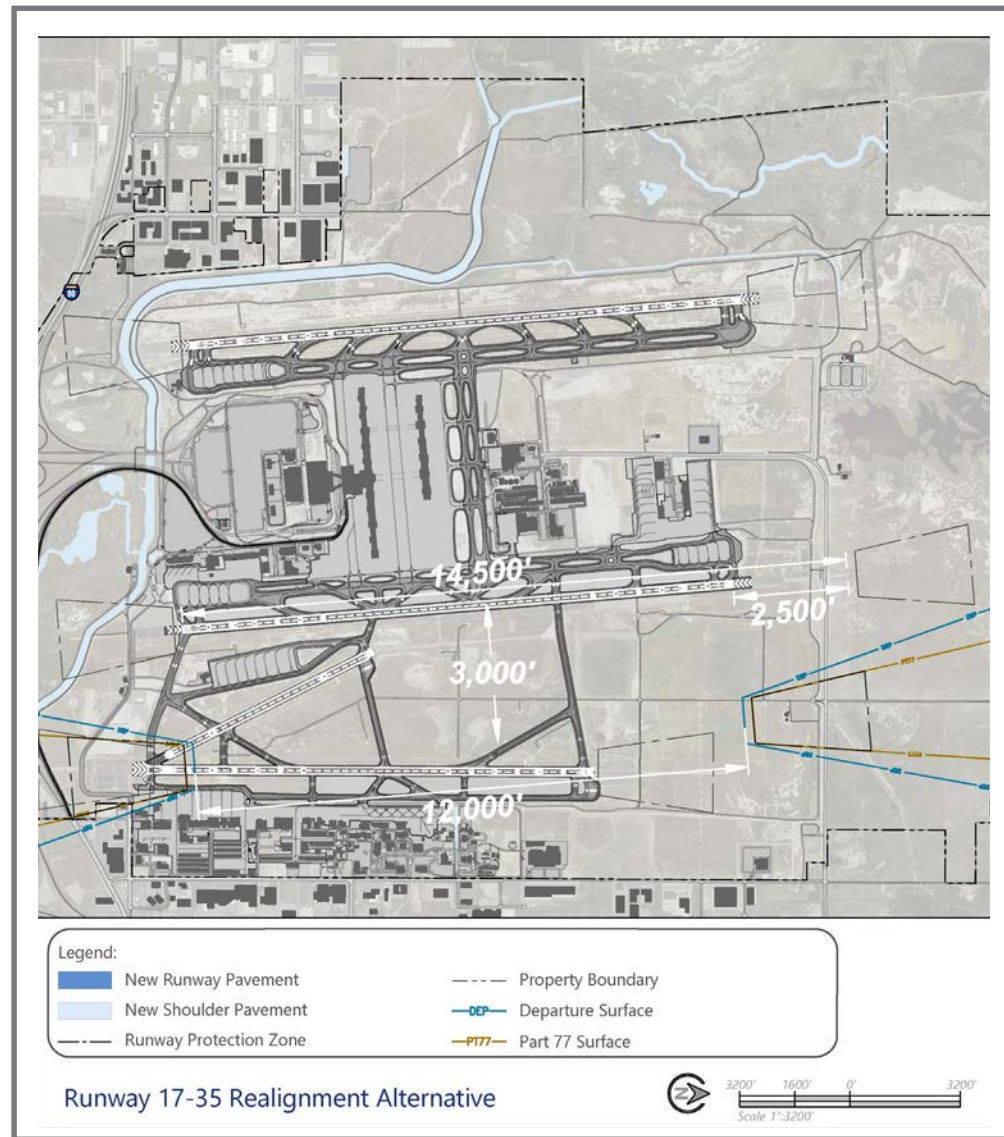 80
14,500'
2,500'
3,000'
PT77
12,000'
Legend:
New Runway Pavement
Property Boundary
New Shoulder Pavement
DEP
Departure Surface
Runway Protection Zone
PT77
Part 77 Surface
Runway 17-35 Realignment Alternative
Z
3200' 1600' 0' 3200'
Scale 1":3200'